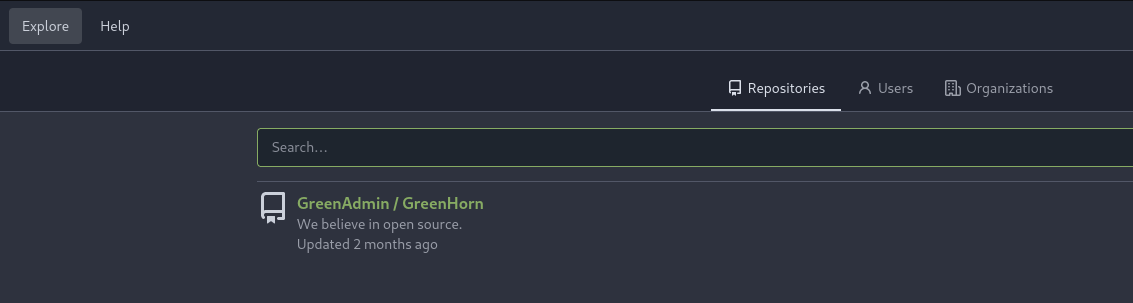 Explore Help
Repositories Users Organizations
Search...
GreenAdmin / GreenHorn
We believe in open source.
Updated 2 months ago